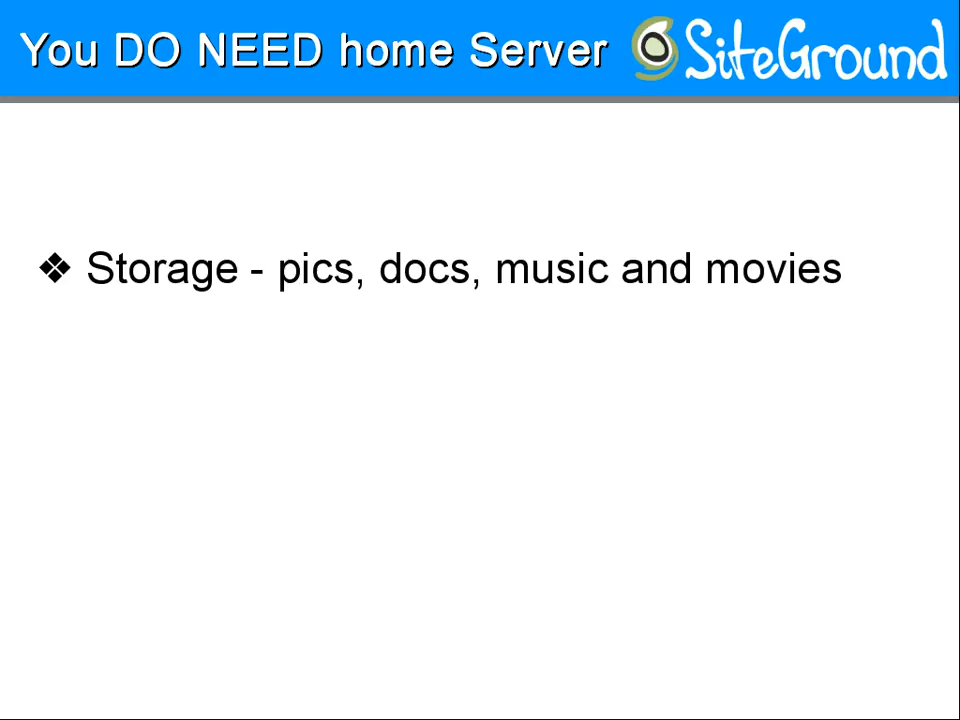 You DO NEED home Server
SiteGround
❖ Storage - pics, docs, music and movies